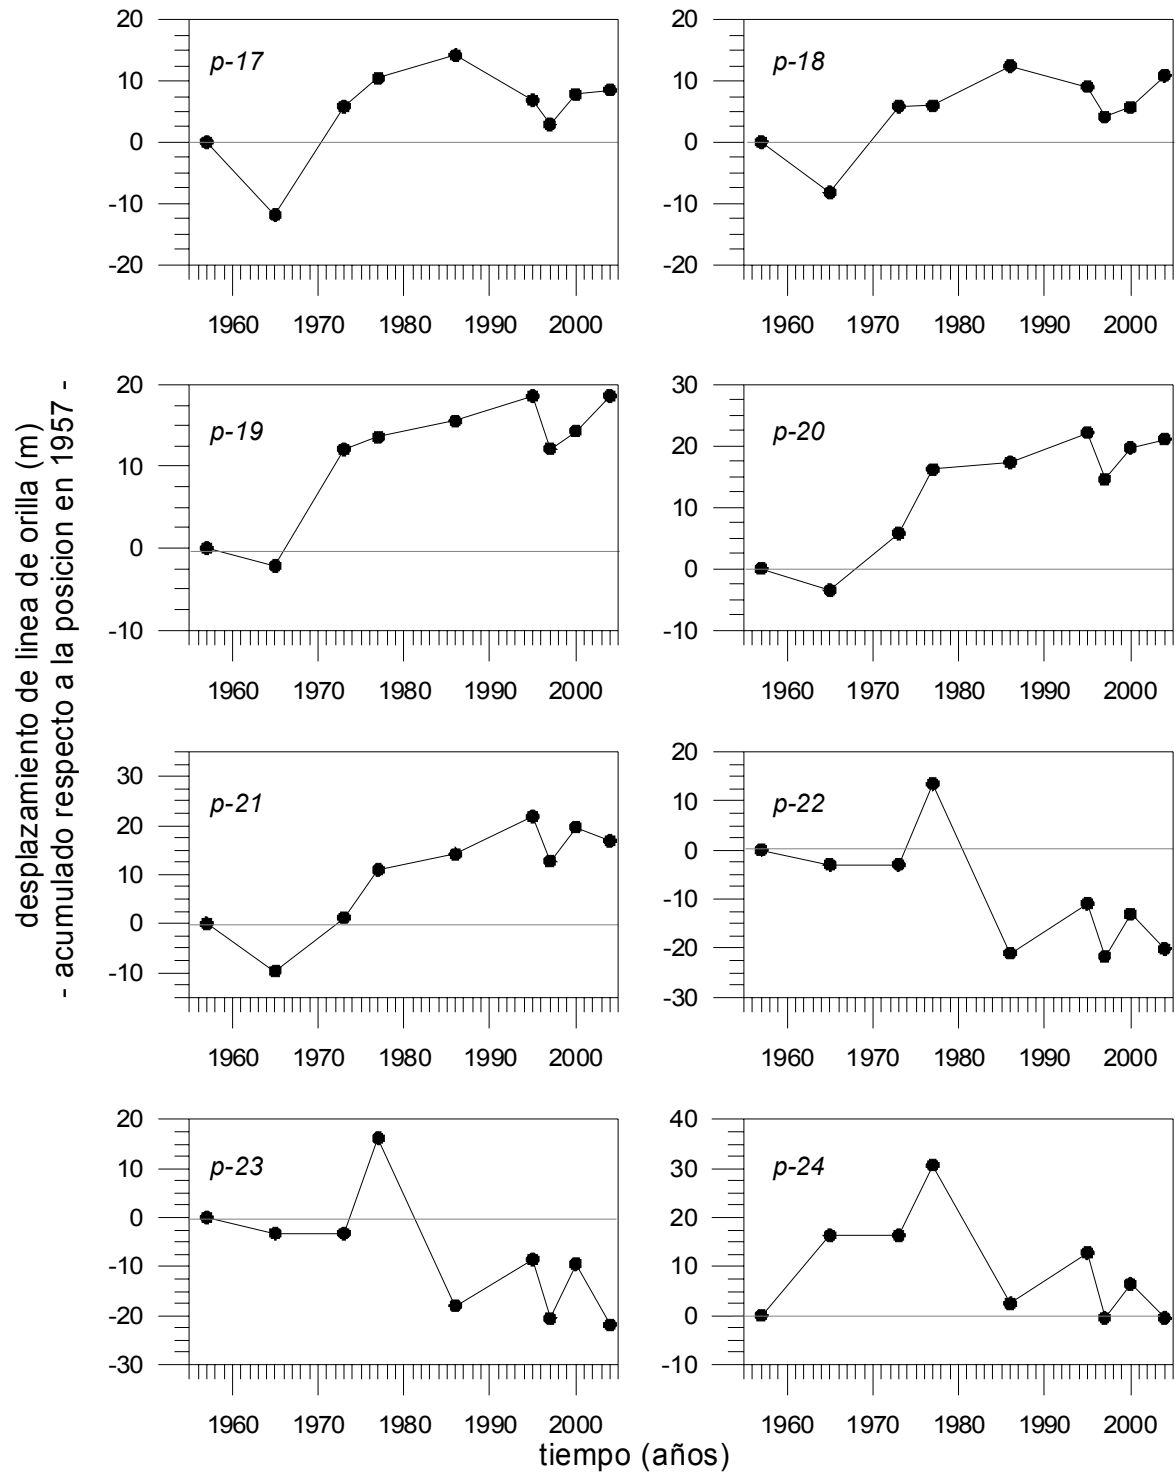 desplazamiento de linea de orilla (m)
- acumulado respecto a la posicion en 1957 -
20
10
0
-10
-20
p-17
1960 1970 1980 1990 2000
20
10
0
-10
-20
p-18
1960 1970 1980 1990 2000
20
10
0
-10
p-19
1960 1970 1980 1990 2000
30
20
10
0
-10
p-20
1960 1970 1980 1990 2000
30
20
10
0
-10
p-21
1960 1970 1980 1990 2000
20
10
0
-10
-20
-30
p-22
1960 1970 1980 1990 2000
20
10
0
-10
-20
-30
p-23
1960 1970 1980 1990 2000
40
30
20
10
0
-10
p-24
1960 1970 1980 1990 2000
tiempo (años)